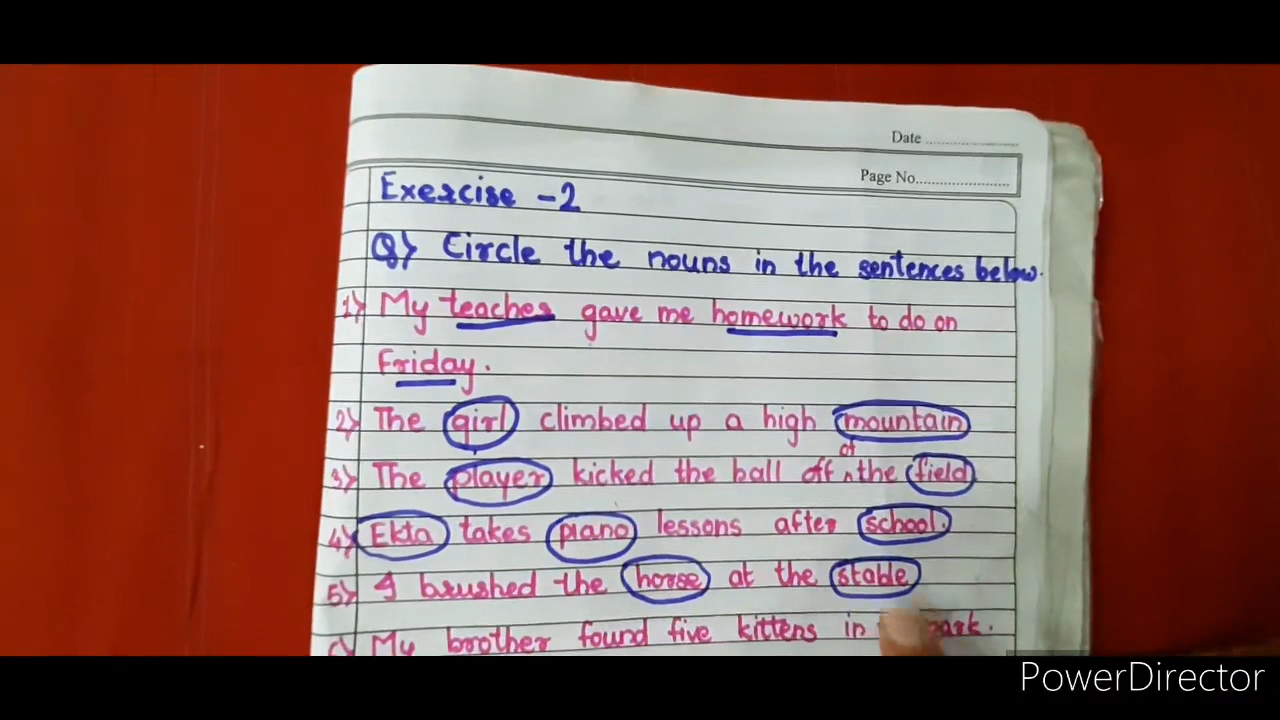 Date ..................
Page No..................
Exercise -2
Q> Circle the nouns in the sentences below.
1> My teacher gave me homework to do on
Friday.
2> The girl climbed up a high mountain
of
3> The player kicked the ball off ^ the field
4> Ekta takes piano lessons after school.
5> I brushed the horse at the stable
My brother found five kittens in park.
PowerDirector